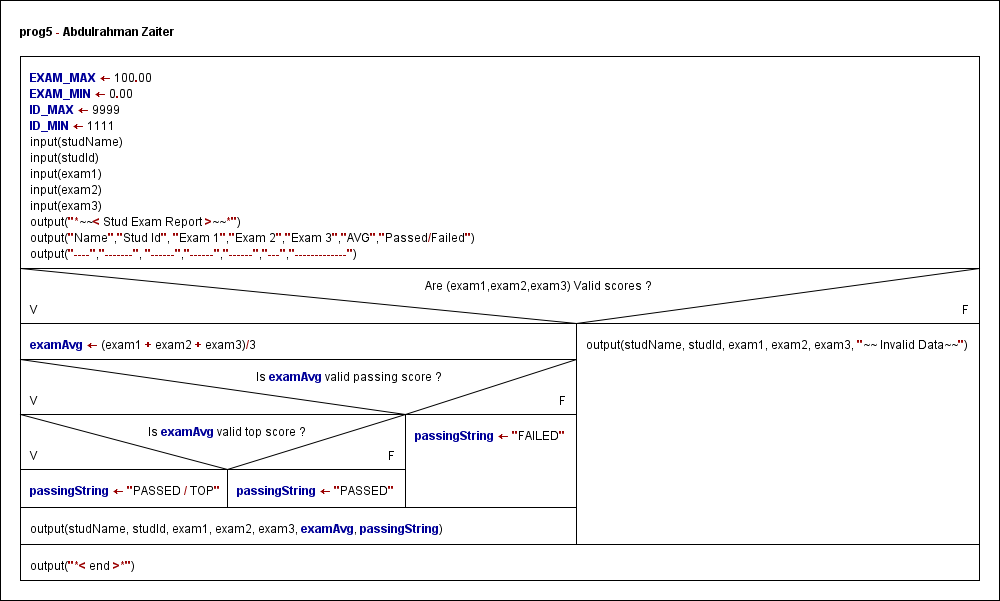 prog5 - Abdulrahman Zaiter
EXAM_MAX ← 100.00
EXAM_MIN ← 0.00
ID_MAX ← 9999
ID_MIN ← 1111
input(studName)
input(studId)
input(exam1)
input(exam2)
input(exam3)
output("*~~< Stud Exam Report >~~*")
output("Name","Stud Id", "Exam 1","Exam 2","Exam 3","AVG","Passed/Failed")
output("----","-------", "------","------","------","---","-------------")
Are (exam1,exam2,exam3) Valid scores ?
V
F
examAvg ← (exam1 + exam2 + exam3)/3
output(studName, studId, exam1, exam2, exam3, "~~ Invalid Data~~")
Is examAvg valid passing score ?
V
F
Is examAvg valid top score ?
V
F
passingString ← "FAILED"
passingString ← "PASSED / TOP"
passingString ← "PASSED"
output(studName, studId, exam1, exam2, exam3, examAvg, passingString)
output("*< end >*")